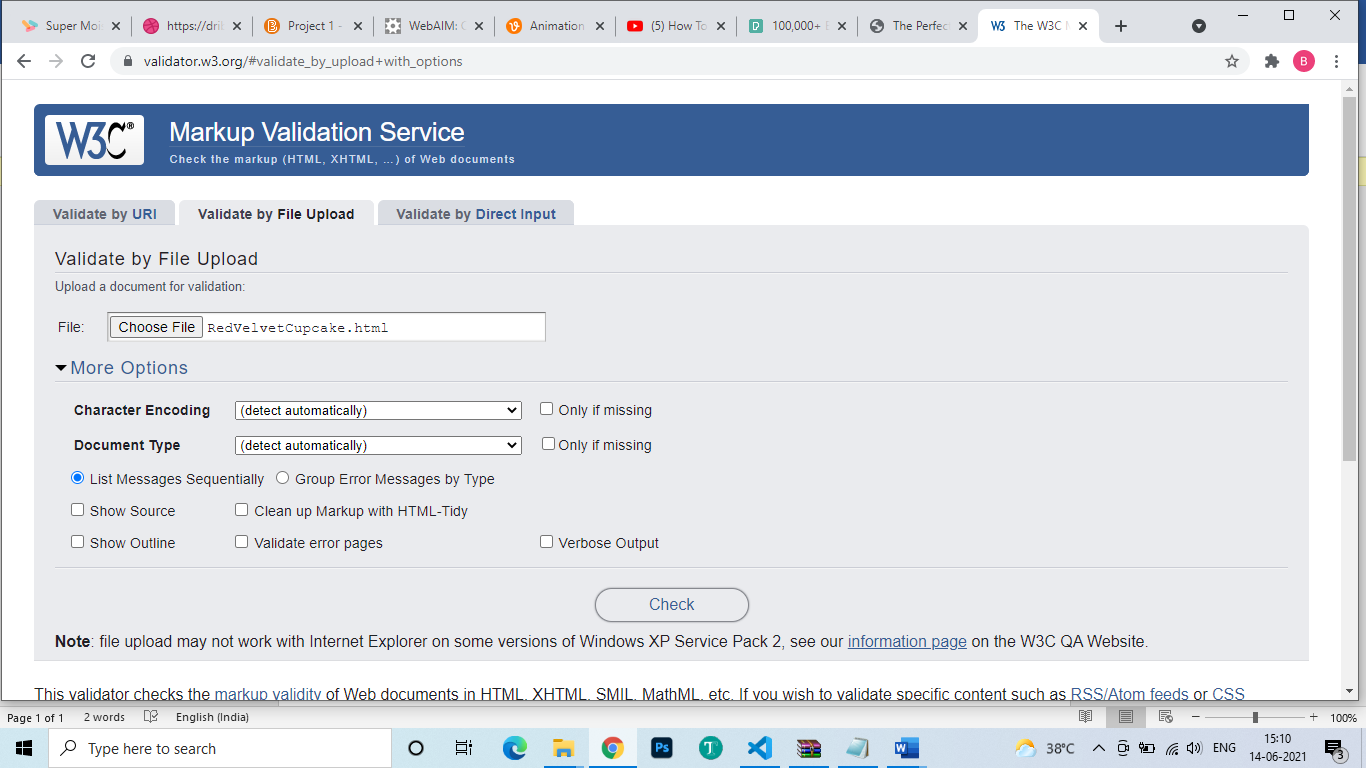 Super Moi
https://dri
Project 1 -
WebAIM: C
Animation
(5) How To
100,000+
The Perfec
The W3C
validator.w3.org/#validate_by_upload+with_options
B
W3C®
Markup Validation Service
Check the markup (HTML, XHTML, …) of Web documents
Validate by URI
Validate by File Upload
Validate by Direct Input
Validate by File Upload
Upload a document for validation:
File: Choose File RedVelvetCupcake.html
More Options
Character Encoding (detect automatically) Only if missing
Document Type (detect automatically) Only if missing
List Messages Sequentially Group Error Messages by Type
Show Source Clean up Markup with HTML-Tidy
Show Outline Validate error pages Verbose Output
Check
Note: file upload may not work with Internet Explorer on some versions of Windows XP Service Pack 2, see our information page on the W3C QA Website.
This validator checks the markup validity of Web documents in HTML, XHTML, SMIL, MathML, etc. If you wish to validate specific content such as RSS/Atom feeds or CSS
Page 1 of 1 2 words English (India) 100%
Type here to search
Ps
T
W
38°C
ENG
15:10
14-06-2021
3